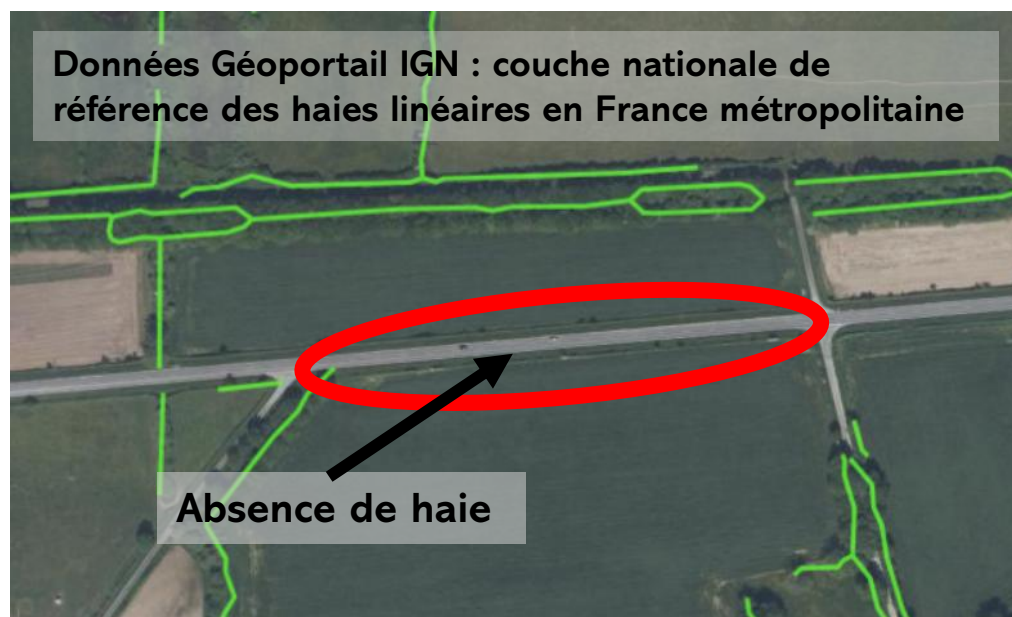 Données Géoportail IGN : couche nationale de
référence des haies linéaires en France métropolitaine
Absence de haie